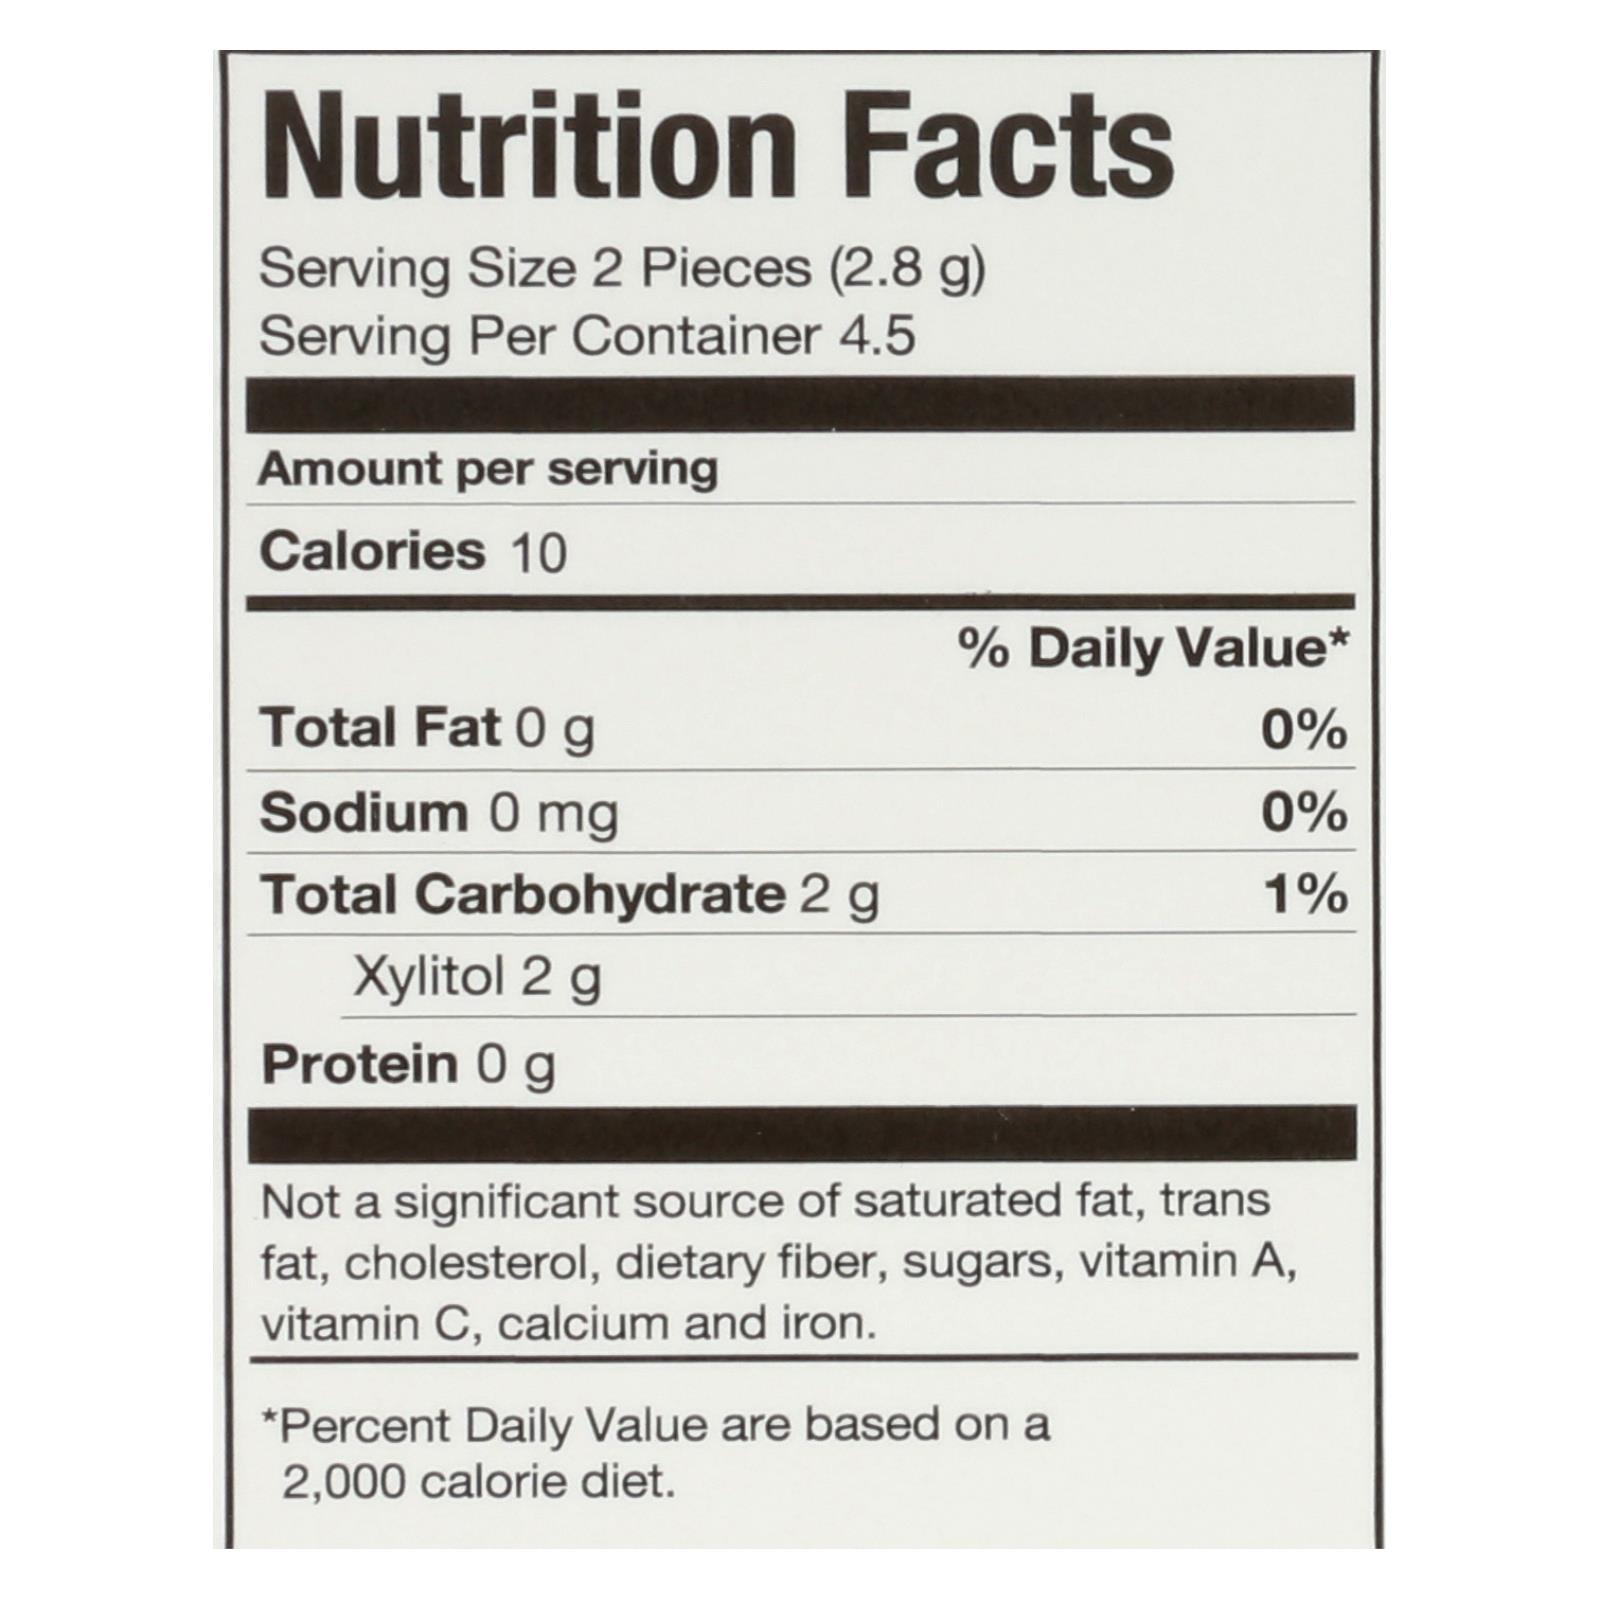 Nutrition Facts
Serving Size 2 Pieces (2.8 g)
Serving Per Container 4.5
Amount per serving
Calories 10
% Daily Value*
Total Fat 0 g 0%
Sodium 0 mg 0%
Total Carbohydrate 2 g 1%
Xylitol 2 g
Protein 0 g
Not a significant source of saturated fat, trans
fat, cholesterol, dietary fiber, sugars, vitamin A,
vitamin C, calcium and iron.
*Percent Daily Value are based on a
2,000 calorie diet.